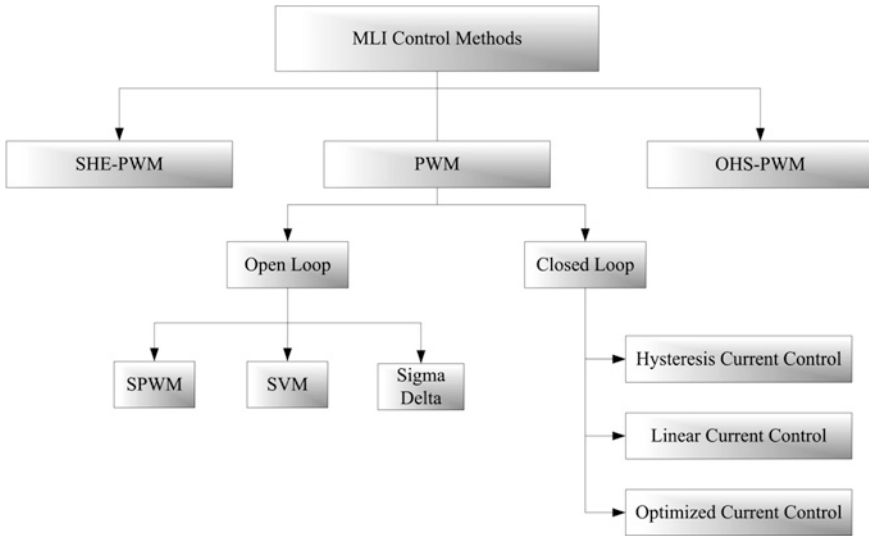 MLI Control Methods
SHE-PWM
PWM
OHS-PWM
Open Loop
Closed Loop
SPWM
SVM
Sigma
Delta
Hysteresis Current Control
Linear Current Control
Optimized Current Control